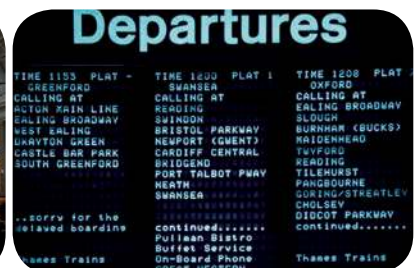 Departures
TIME 1153 PLAT -
GREENFORD
CALLING AT
ACTON MAIN LINE
EALING BROADWAY
WEST EALING
DRAYTON GREEN
CASTLE BAR PARK
SOUTH GREENFORD
..sorry for the
delayed boarding
Thames Trains
TIME 1200 PLAT 1
SWANSEA
CALLING AT
READING
SWINDON
BRISTOL PARKWAY
NEWPORT (GWENT)
CARDIFF CENTRAL
BRIDGEND
PORT TALBOT PWAY
NEATH
SWANSEA
continued.......
Pullman Bistro
Buffet Service
On-Board Phone
GREAT WESTERN
TIME 1208 PLAT
OXFORD
CALLING AT
EALING BROADWAY
SLOUGH
BURNHAM (BUCKS)
MAIDENHEAD
TWYFORD
READING
TILEHURST
PANGBOURNE
GORING/STREATLEY
CHOLSEY
DIDCOT PARKWAY
continued.......
Thames Trains